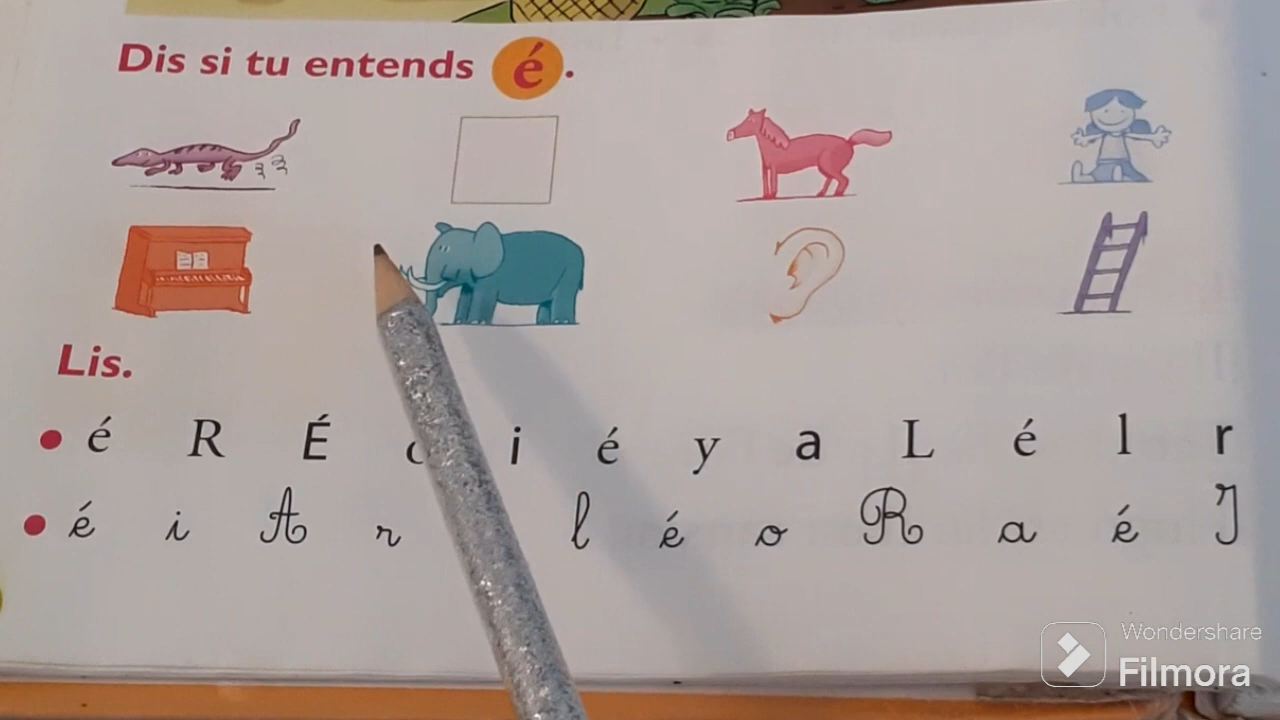 Dis si tu entends é.
Lis.
é R É i é y a L é l r
é i A r l é o R a é J
Wondershare
Filmora